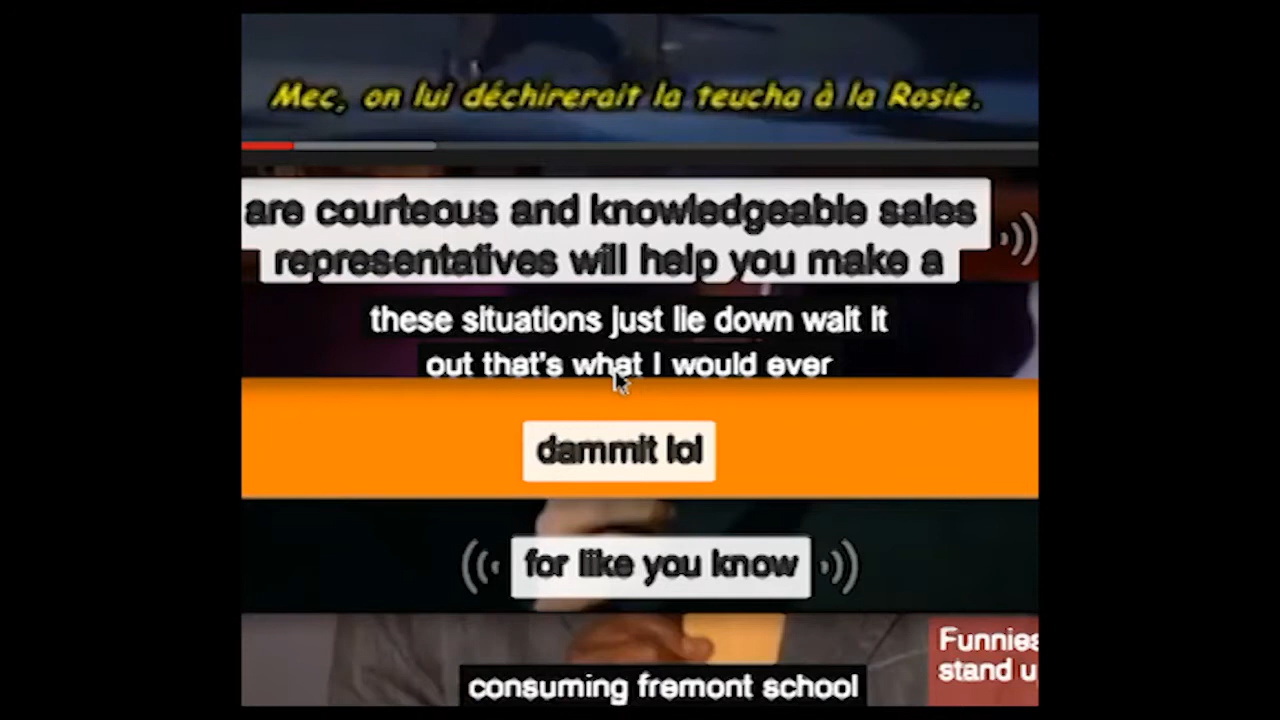 Mec, on lui déchirerait la teucha à la Rosie.
are courteous and knowledgeable sales
representatives will help you make a
these situations just lie down wait it
out that's what I would ever
dammit lol
for like you know
Funnies
stand u
consuming fremont school